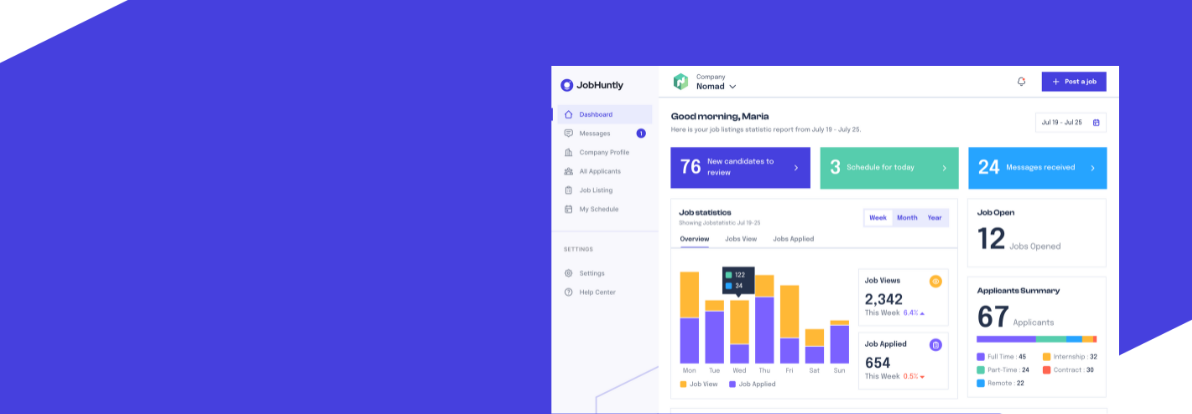 JobHuntly
Dashboard
Messages 1
Company Profile
All Applicants
Job Listing
My Schedule
SETTINGS
Settings
Help Center
Company
Nomad
+ Post a job
Good morning, Maria
Here is your job listings statistic report from July 19 - July 25.
Jul 19 - Jul 25
76 New candidates to
review
3 Schedule for today
24 Messages received
Job statistics
Showing Jobstatistic Jul 19-25
Week Month Year
Overview Jobs View Jobs Applied
122
34
Mon Tue Wed Thu Fri Sat Sun
Job View Job Applied
Job Views
2,342
This Week 6.4%
Job Applied
654
This Week 0.5%
Job Open
12 Jobs Opened
Applicants Summary
67 Applicants
Full Time : 45 Internship : 32
Part-Time : 24 Contract : 30
Remote : 22